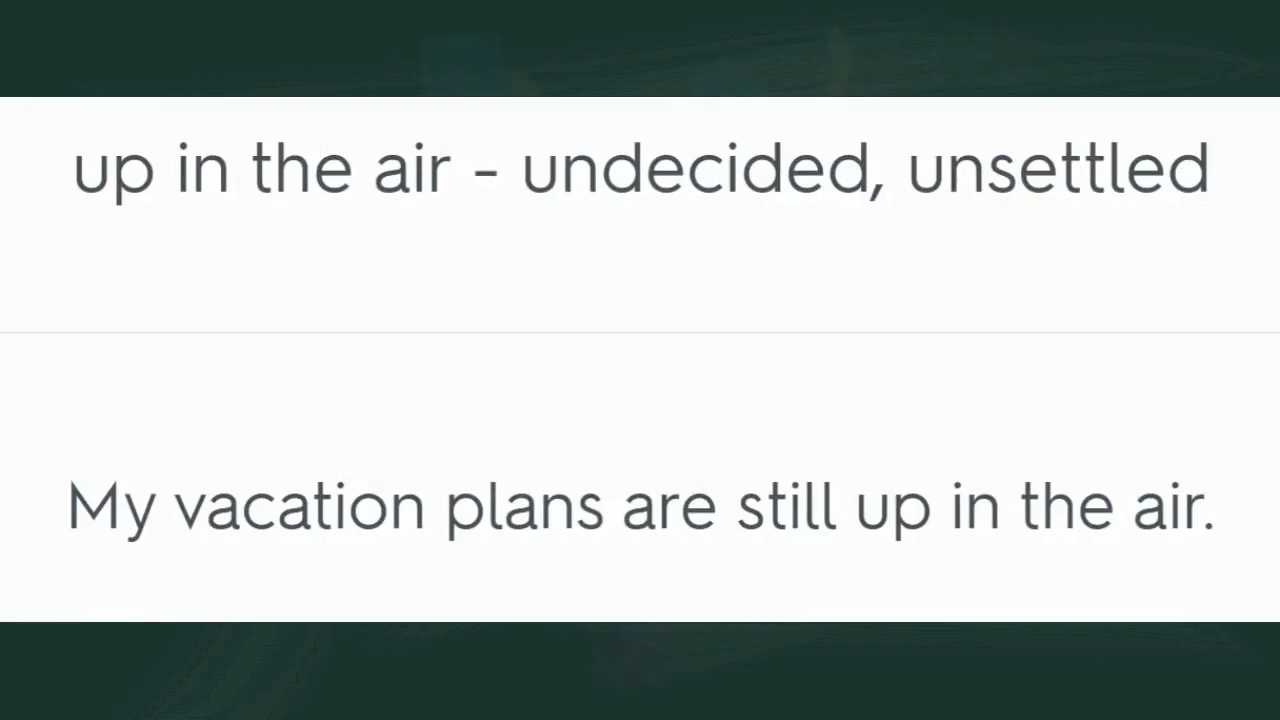 up in the air - undecided, unsettled
My vacation plans are still up in the air.